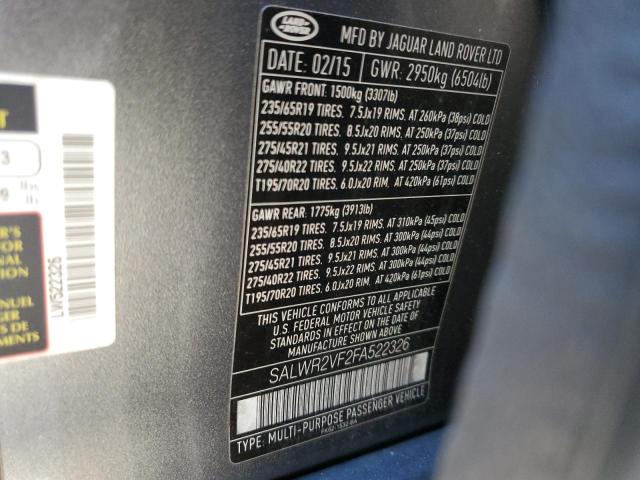 LAND
ROVER
MFD BY JAGUAR LAND ROVER LTD
DATE: 02/15 GWR: 2950kg (6504lb)
GAWR FRONT: 1500kg (3307lb)
235/65R19 TIRES. 7.5Jx19 RIMS. AT 260kPa (38psi) COLD
255/55R20 TIRES. 8.5Jx20 RIMS. AT 250kPa (37psi) COLD
275/45R21 TIRES. 9.5Jx21 RIMS. AT 250kPa (37psi) COLD
275/40R22 TIRES. 9.5Jx22 RIMS. AT 250kPa (37psi) COLD
T195/70R20 TIRES. 6.0Jx20 RIM. AT 420kPa (61psi) COLD
GAWR REAR: 1775kg (3913lb)
235/65R19 TIRES. 7.5Jx19 RIMS. AT 310kPa (45psi) COLD
255/55R20 TIRES. 8.5Jx20 RIMS. AT 300kPa (44psi) COLD
275/45R21 TIRES. 9.5Jx21 RIMS. AT 300kPa (44psi) COLD
275/40R22 TIRES. 9.5Jx22 RIMS. AT 300kPa (44psi) COLD
T195/70R20 TIRES. 6.0Jx20 RIM. AT 420kPa (61psi) COLD
THIS VEHICLE CONFORMS TO ALL APPLICABLE
U.S. FEDERAL MOTOR VEHICLE SAFETY
STANDARDS IN EFFECT ON THE DATE OF
MANUFACTURE SHOWN ABOVE.
SALWR2VF2FA522326
TYPE: MULTI-PURPOSE PASSENGER VEHICLE
3
9 lbs
LW522326
MANUEL